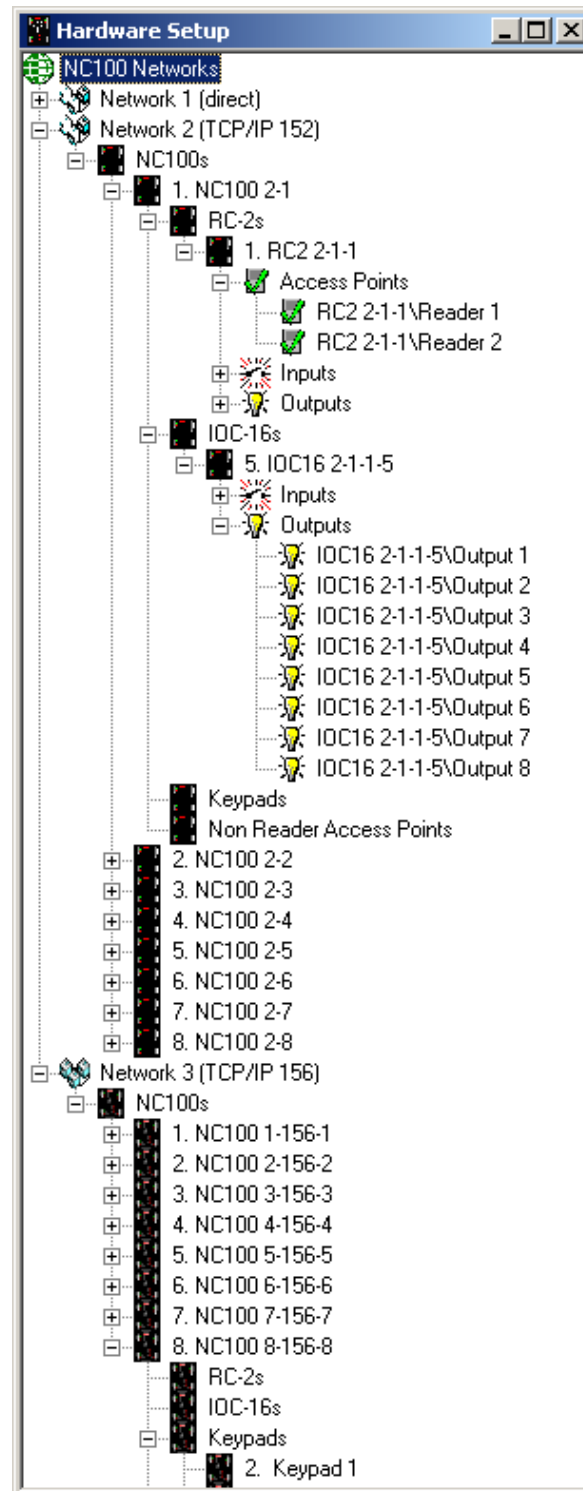 Hardware Setup
NC100 Networks
Network 1 (direct)
Network 2 (TCP/IP 152)
NC100s
1. NC100 2-1
RC-2s
1. RC2 2-1-1
Access Points
RC2 2-1-1\Reader 1
RC2 2-1-1\Reader 2
Inputs
Outputs
IOC-16s
5. IOC16 2-1-1-5
Inputs
Outputs
IOC16 2-1-1-5\Output 1
IOC16 2-1-1-5\Output 2
IOC16 2-1-1-5\Output 3
IOC16 2-1-1-5\Output 4
IOC16 2-1-1-5\Output 5
IOC16 2-1-1-5\Output 6
IOC16 2-1-1-5\Output 7
IOC16 2-1-1-5\Output 8
Keypads
Non Reader Access Points
2. NC100 2-2
3. NC100 2-3
4. NC100 2-4
5. NC100 2-5
6. NC100 2-6
7. NC100 2-7
8. NC100 2-8
Network 3 (TCP/IP 156)
NC100s
1. NC100 1-156-1
2. NC100 2-156-2
3. NC100 3-156-3
4. NC100 4-156-4
5. NC100 5-156-5
6. NC100 6-156-6
7. NC100 7-156-7
8. NC100 8-156-8
RC-2s
IOC-16s
Keypads
2. Keypad 1